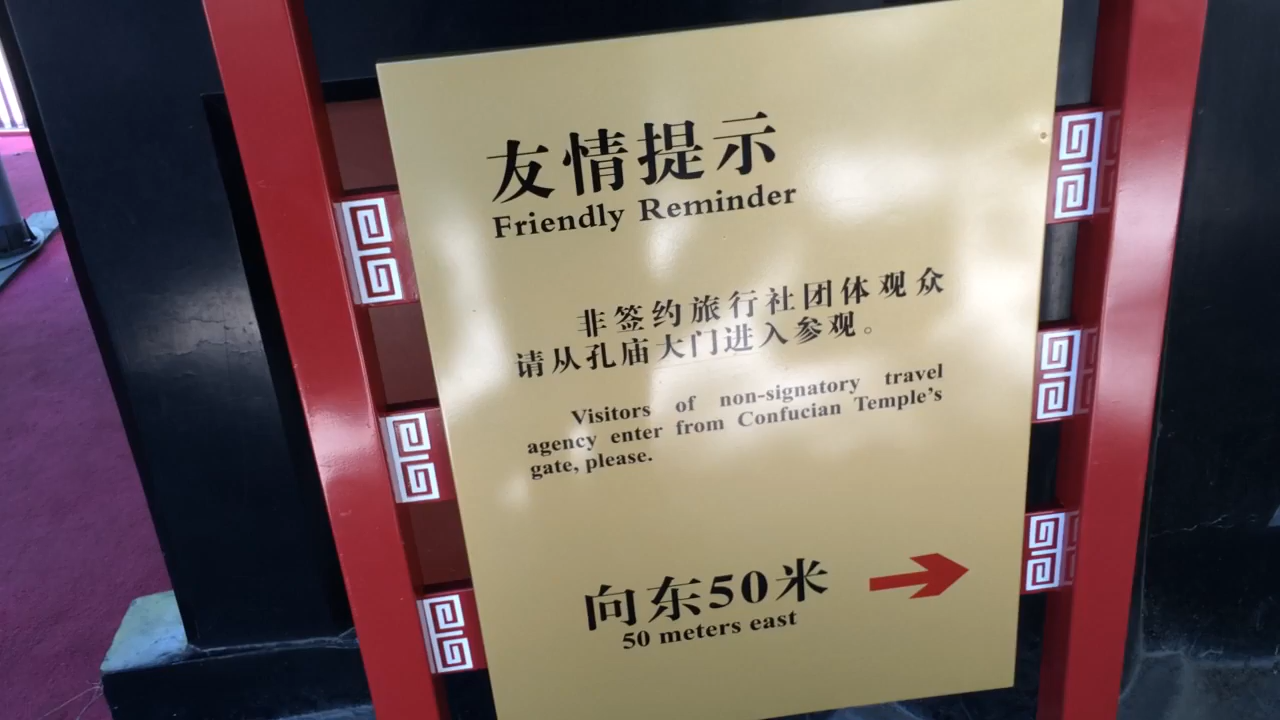 友情提示
Friendly Reminder
非签约旅行社团体观众
请从孔庙大门进入参观。
Visitors of non-signatory travel
agency enter from Confucian Temple's
gate, please.
向东50米
50 meters east